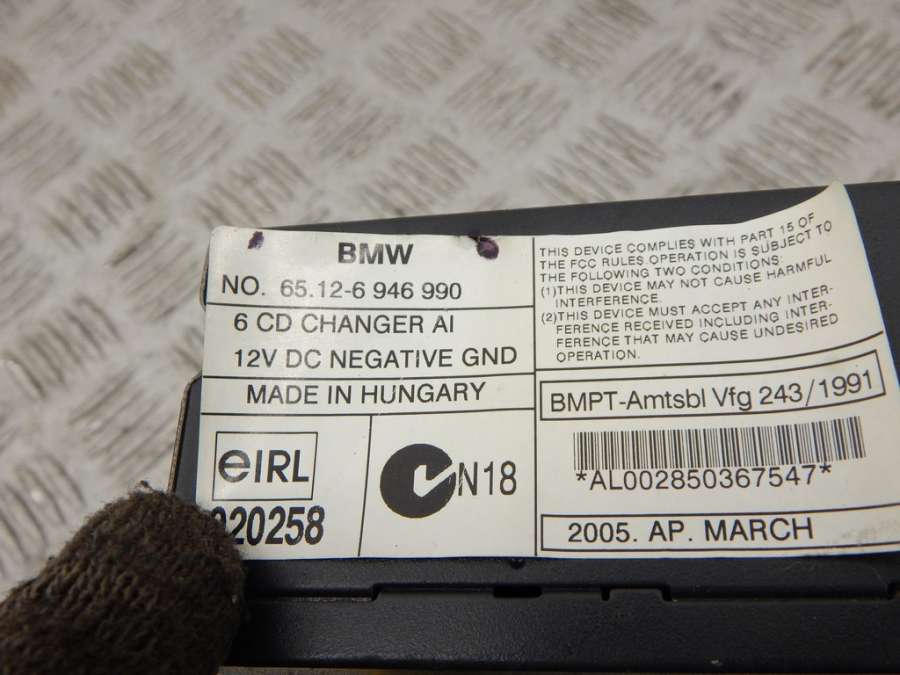 BMW
NO. 65.12-6 946 990
6 CD CHANGER AI
12V DC NEGATIVE GND
MADE IN HUNGARY
eIRL
020258
N18
THIS DEVICE COMPLIES WITH PART 15 OF
THE FCC RULES OPERATION IS SUBJECT TO
THE FOLLOWING TWO CONDITIONS:
(1)THIS DEVICE MAY NOT CAUSE HARMFUL
INTERFERENCE.
(2)THIS DEVICE MUST ACCEPT ANY INTER-
FERENCE RECEIVED INCLUDING INTER-
FERENCE THAT MAY CAUSE UNDESIRED
OPERATION.
BMPT-Amtsbl Vfg 243/1991
*AL002850367547*
2005. AP. MARCH